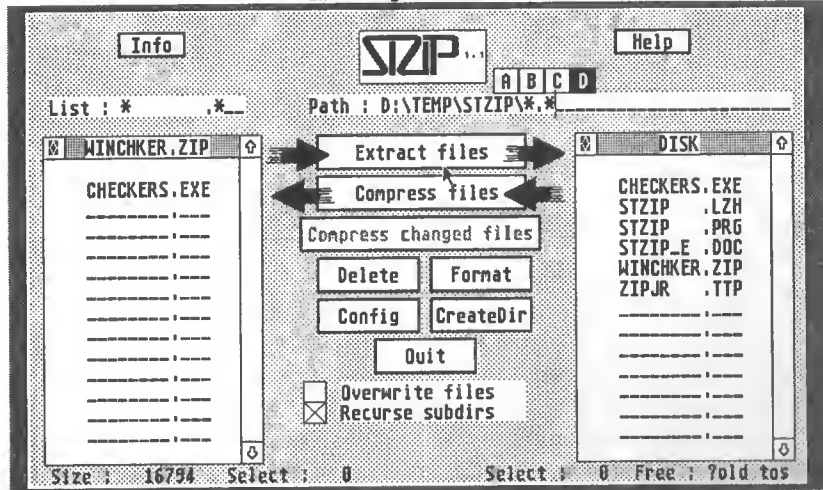 Info
STZIP 1.1
Help
A B C D
List : * .*__
Path : D:\TEMP\STZIP\*.*
WINCHKER.ZIP
CHECKERS.EXE
Extract files
Compress files
Compress changed files
Delete Format
Config CreateDir
Quit
Overwrite files
Recurse subdirs
DISK
CHECKERS.EXE
STZIP .LZH
STZIP .PRG
STZIP_E .DOC
WINCHKER.ZIP
ZIPJR .TTP
Size : 16794 Select : 0 Select : 0 Free : ?old tos